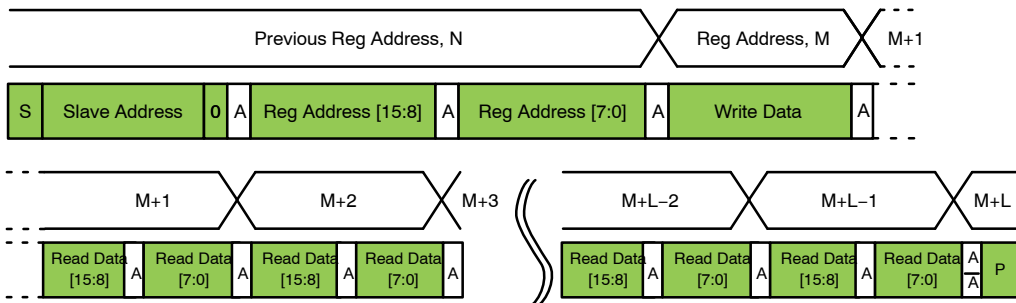 Previous Reg Address, N Reg Address, M M+1
S Slave Address 0 A Reg Address [15:8] A Reg Address [7:0] A Write Data A
M+1 M+2 M+3 M+L−2 M+L−1 M+L
Read Data A Read Data A Read Data A Read Data A Read Data A Read Data A Read Data A Read Data A P
[15:8] [7:0] [15:8] [7:0] [15:8] [7:0] [15:8] [7:0] A